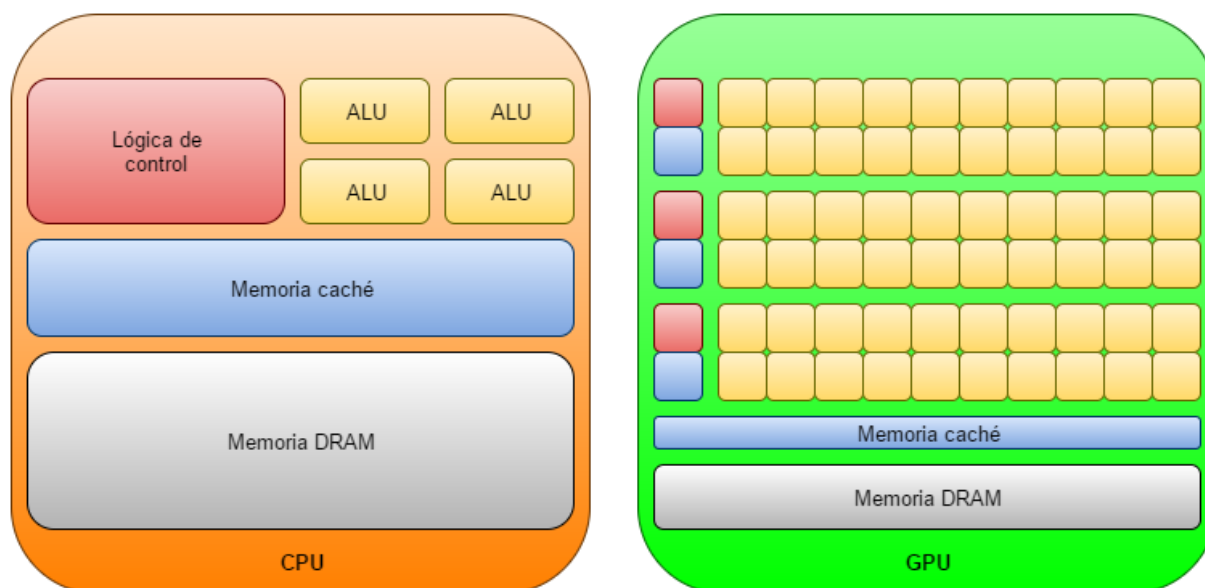 Lógica de
control
ALU
ALU
ALU
ALU
Memoria caché
Memoria DRAM
CPU
Memoria caché
Memoria DRAM
GPU